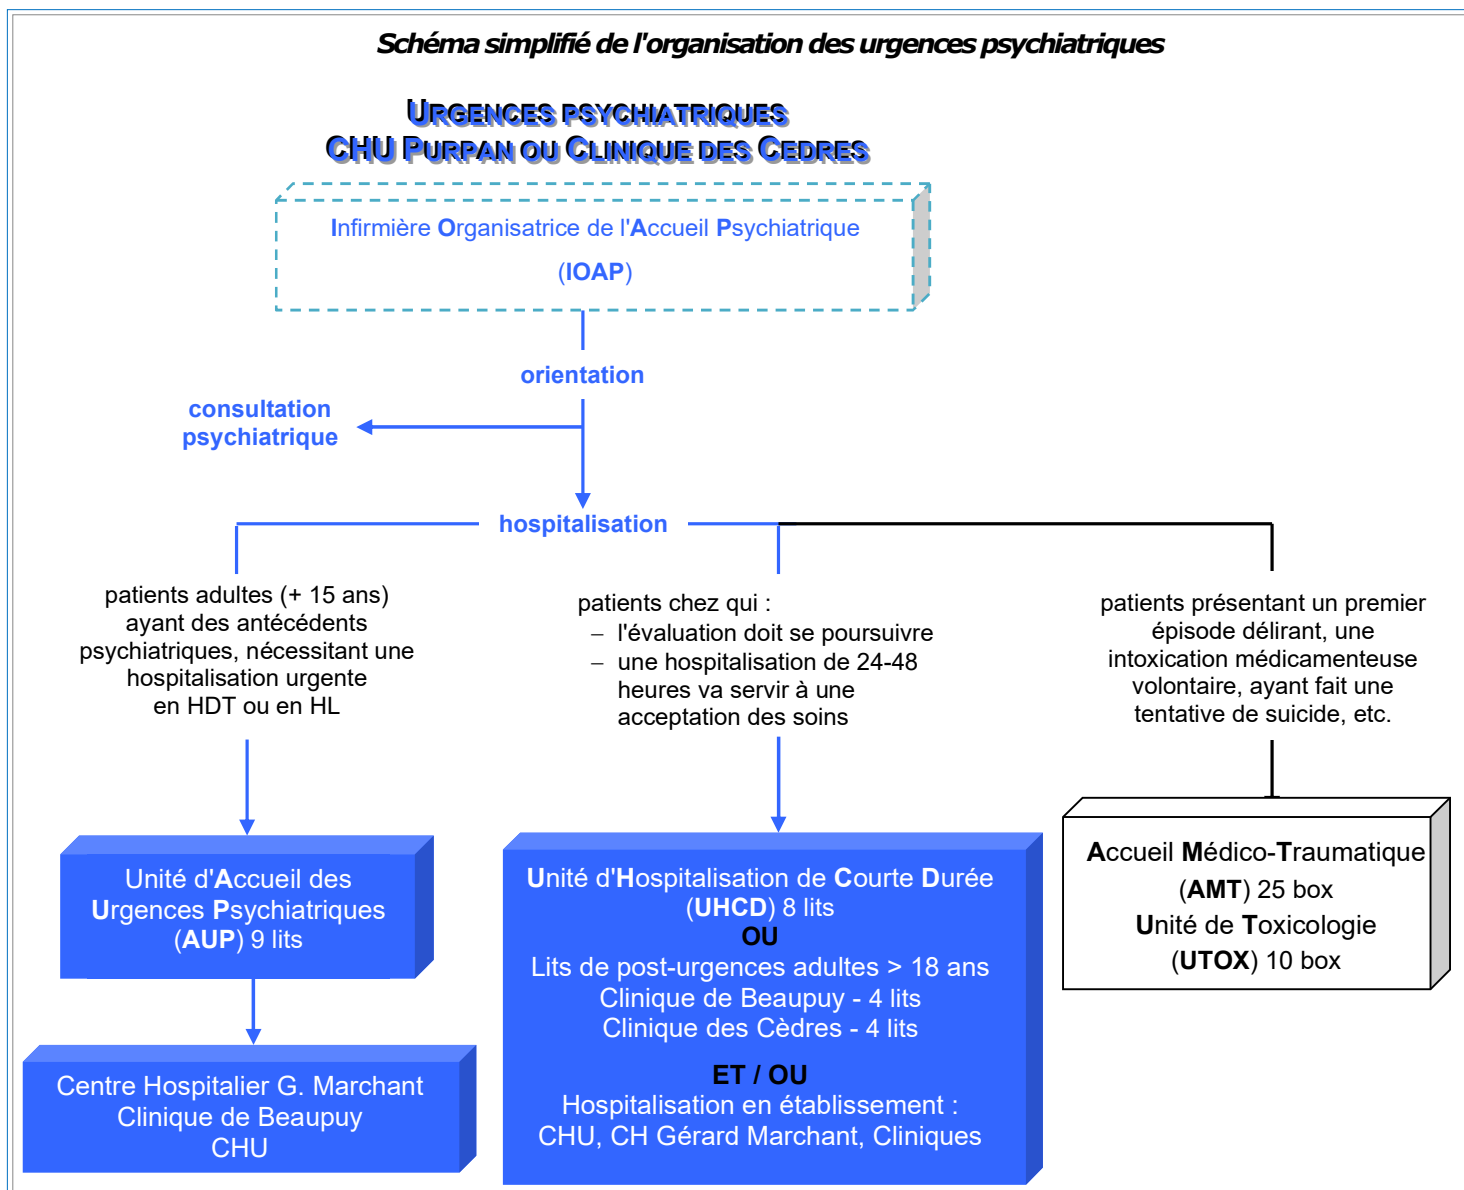 Schéma simplifié de l'organisation des urgences psychiatriques
URGENCES PSYCHIATRIQUES
CHU PURPAN OU CLINIQUE DES CEDRES
Infirmière Organisatrice de l'Accueil Psychiatrique
(IOAP)
orientation
consultation
psychiatrique
hospitalisation
patients adultes (+ 15 ans)
ayant des antécédents
psychiatriques, nécessitant une
hospitalisation urgente
en HDT ou en HL
patients chez qui :
– l'évaluation doit se poursuivre
– une hospitalisation de 24-48
heures va servir à une
acceptation des soins
patients présentant un premier
épisode délirant, une
intoxication médicamenteuse
volontaire, ayant fait une
tentative de suicide, etc.
Unité d'Accueil des
Urgences Psychiatriques
(AUP) 9 lits
Centre Hospitalier G. Marchant
Clinique de Beaupuy
CHU
Unité d'Hospitalisation de Courte Durée
(UHCD) 8 lits
OU
Lits de post-urgences adultes > 18 ans
Clinique de Beaupuy - 4 lits
Clinique des Cèdres - 4 lits
ET / OU
Hospitalisation en établissement :
CHU, CH Gérard Marchant, Cliniques
Accueil Médico-Traumatique
(AMT) 25 box
Unité de Toxicologie
(UTOX) 10 box